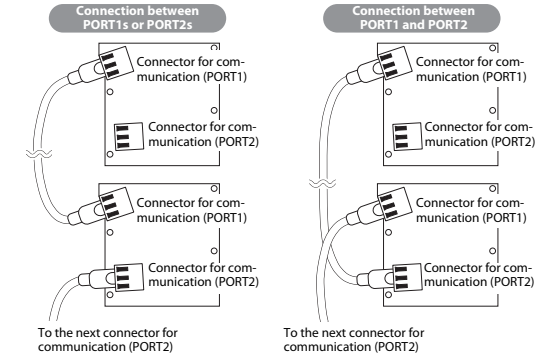 Connection between
PORT1s or PORT2s
Connector for com-
munication (PORT1)
Connector for com-
munication (PORT2)
Connector for com-
munication (PORT1)
Connector for com-
munication (PORT2)
To the next connector for
communication (PORT2)
Connection between
PORT1 and PORT2
Connector for com-
munication (PORT1)
Connector for com-
munication (PORT2)
Connector for com-
munication (PORT1)
Connector for com-
munication (PORT2)
To the next connector for
communication (PORT2)